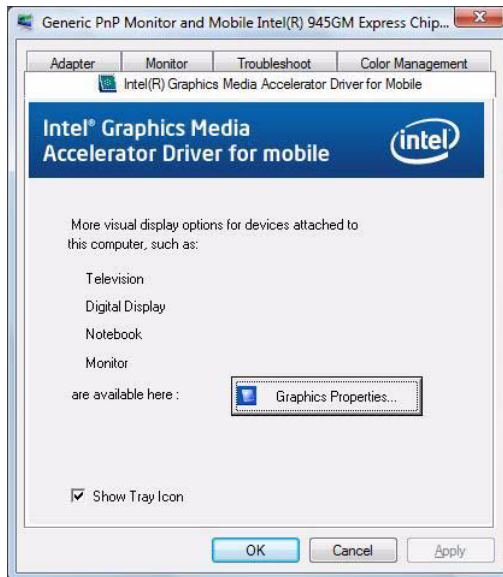 Generic PnP Monitor and Mobile Intel(R) 945GM Express Chip...
Adapter Monitor Troubleshoot Color Management
Intel(R) Graphics Media Accelerator Driver for Mobile
Intel® Graphics Media
Accelerator Driver for mobile
intel
More visual display options for devices attached to
this computer, such as:
Television
Digital Display
Notebook
Monitor
are available here :
Graphics Properties...
Show Tray Icon
OK Cancel Apply